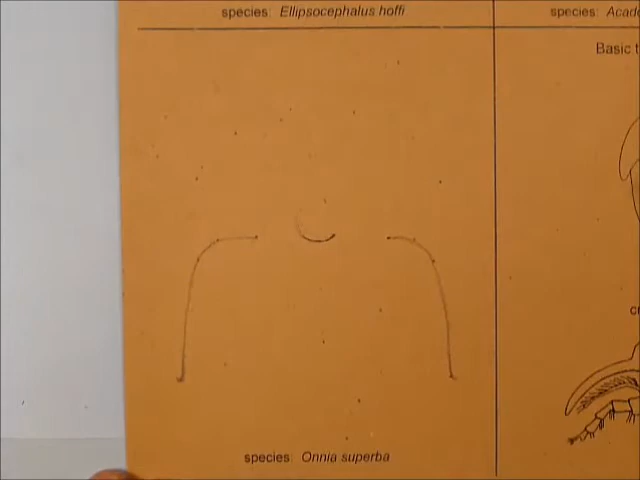 species: Ellipsocephalus hoffi
species: Acad
Basic t
species: Onnia superba